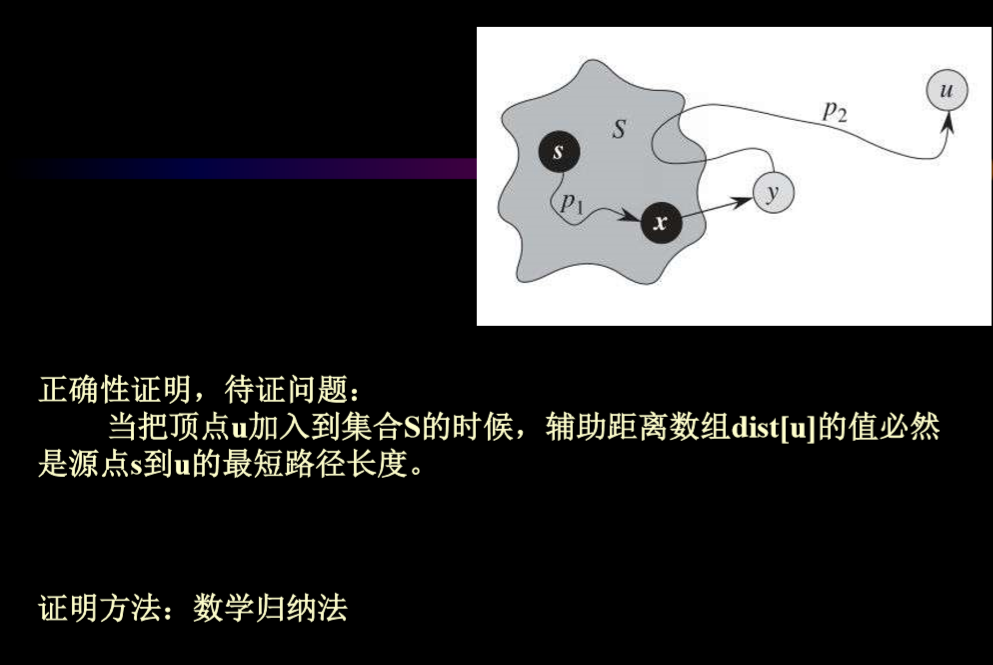 S
u
p2
s
p1
y
x
正确性证明，待证问题：
当把顶点u加入到集合S的时候，辅助距离数组dist[u]的值必然
是源点s到u的最短路径长度。
证明方法：数学归纳法